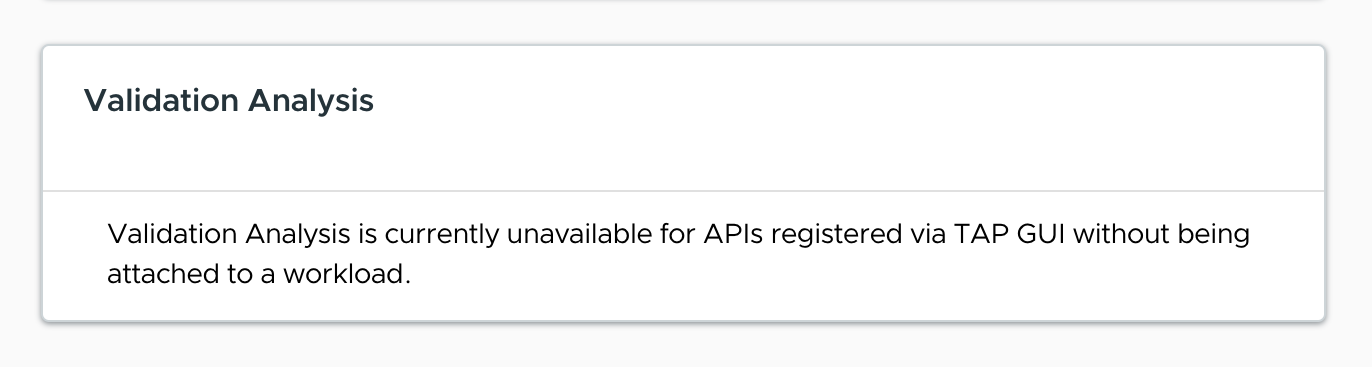 Validation Analysis
Validation Analysis is currently unavailable for APIs registered via TAP GUI without being
attached to a workload.